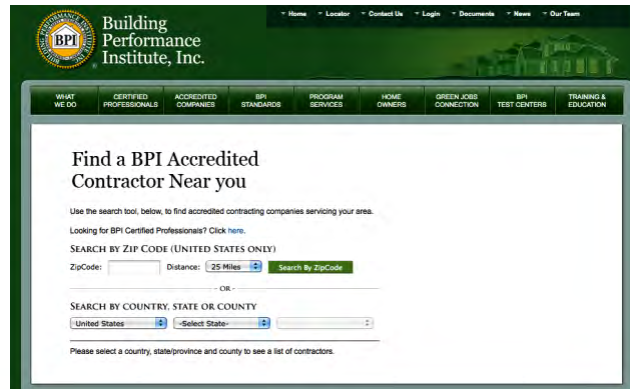 Home Locator Contact Us Login Documents News Our Team
BPI
Building
Performance
Institute, Inc.
WHAT WE DO
CERTIFIED PROFESSIONALS
ACCREDITED COMPANIES
BPI STANDARDS
PROGRAM SERVICES
HOME OWNERS
GREEN JOBS CONNECTION
BPI TEST CENTERS
TRAINING & EDUCATION
Find a BPI Accredited
Contractor Near you
Use the search tool, below, to find accredited contracting companies servicing your area.
Looking for BPI Certified Professionals? Click here.
SEARCH BY ZIP CODE (UNITED STATES ONLY)
ZipCode: Distance: 25 Miles Search By ZipCode
- OR -
SEARCH BY COUNTRY, STATE OR COUNTY
United States -Select State-
Please select a country, state/province and county to see a list of contractors.